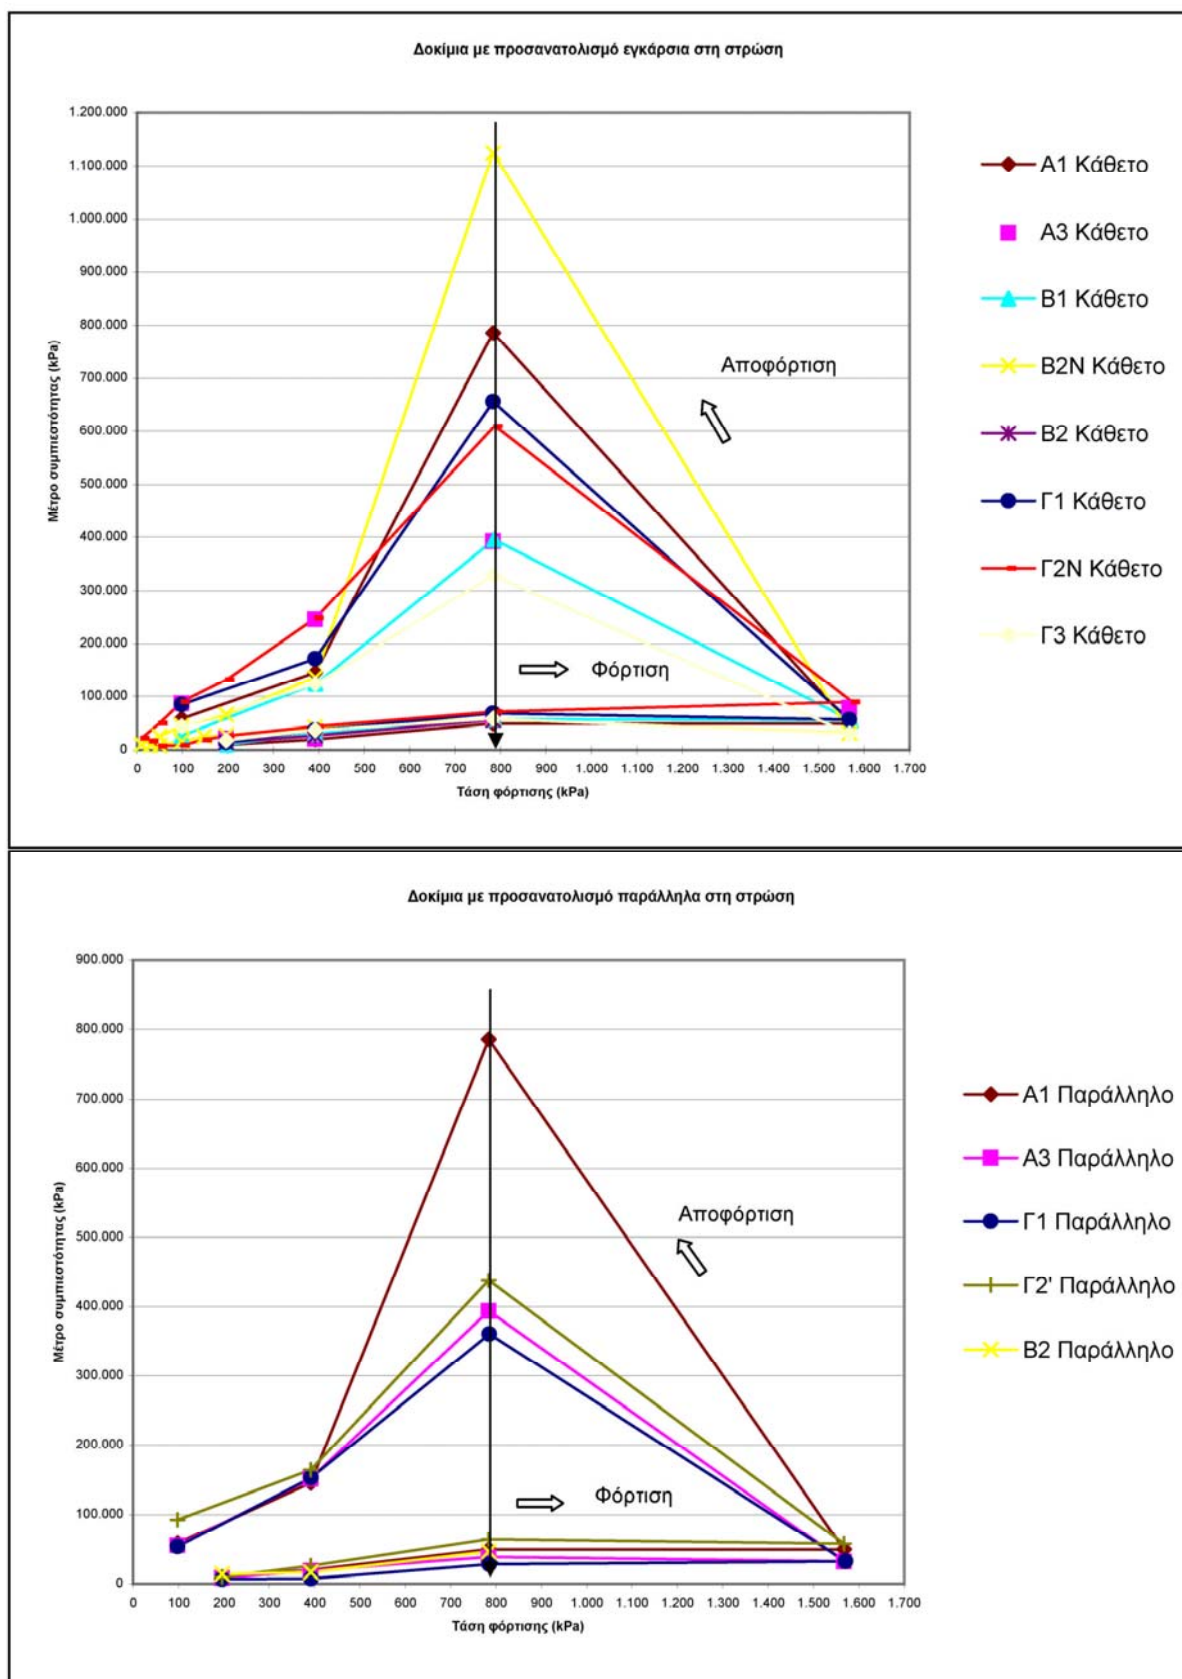 Δοκίμια με προσανατολισμό εγκάρσια στη στρώση
Μέτρο συμπιεστότητας (kPa)
1.200.000
1.100.000
1.000.000
900.000
800.000
700.000
600.000
500.000
400.000
300.000
200.000
100.000
0
0 100 200 300 400 500 600 700 800 900 1.000 1.100 1.200 1.300 1.400 1.500 1.600 1.700
Τάση φόρτισης (kPa)
Αποφόρτιση
Φόρτιση
Α1 Κάθετο
Α3 Κάθετο
Β1 Κάθετο
Β2Ν Κάθετο
Β2 Κάθετο
Γ1 Κάθετο
Γ2Ν Κάθετο
Γ3 Κάθετο
Δοκίμια με προσανατολισμό παράλληλα στη στρώση
Μέτρο συμπιεστότητας (kPa)
900.000
800.000
700.000
600.000
500.000
400.000
300.000
200.000
100.000
0
0 100 200 300 400 500 600 700 800 900 1.000 1.100 1.200 1.300 1.400 1.500 1.600 1.700
Τάση φόρτισης (kPa)
Αποφόρτιση
Φόρτιση
Α1 Παράλληλο
Α3 Παράλληλο
Γ1 Παράλληλο
Γ2' Παράλληλο
Β2 Παράλληλο